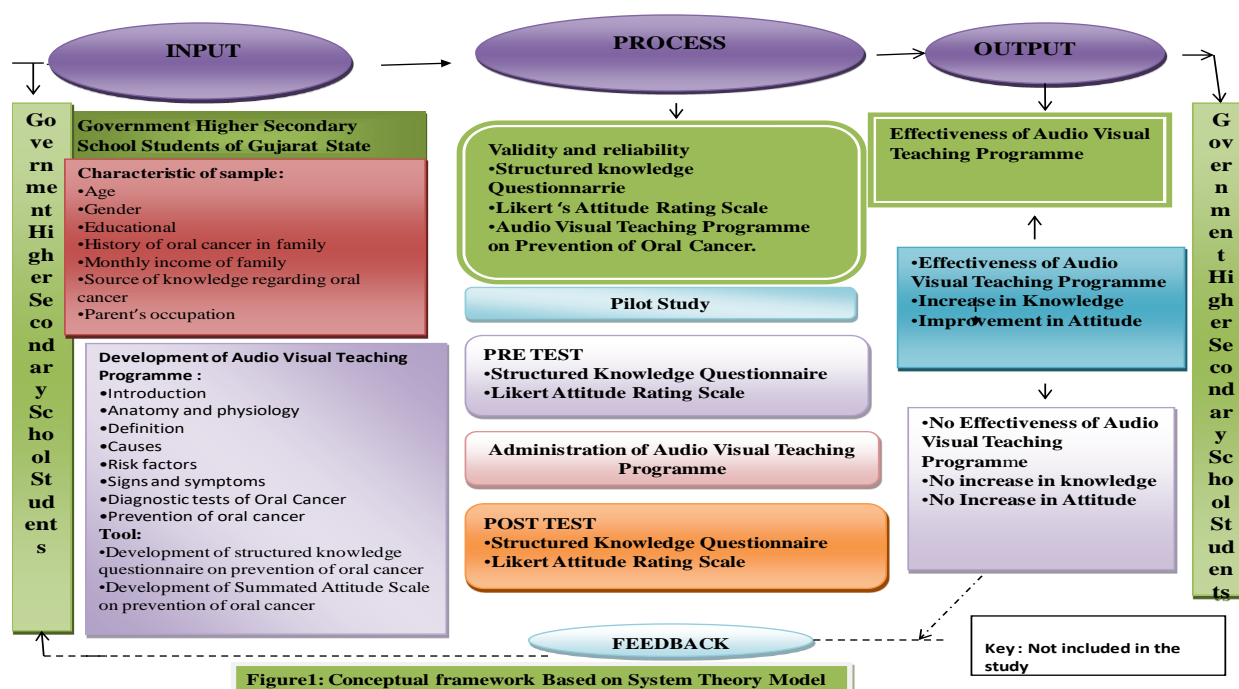 INPUT
PROCESS
OUTPUT
Go
ve
rn
me
nt
Hi
gh
er
Se
co
nd
ar
y
Sc
ho
ol
St
ud
ent
s
Government Higher Secondary
School Students of Gujarat State
Characteristic of sample:
•Age
•Gender
•Educational
•History of oral cancer in family
•Monthly income of family
•Source of knowledge regarding oral
cancer
•Parent's occupation
Development of Audio Visual Teaching
Programme :
•Introduction
•Anatomy and physiology
•Definition
•Causes
•Risk factors
•Signs and symptoms
•Diagnostic tests of Oral Cancer
•Prevention of oral cancer
Tool:
•Development of structured knowledge
questionnaire on prevention of oral cancer
•Development of Summated Attitude Scale
on prevention of oral cancer
Validity and reliability
•Structured knowledge
Questionnarrie
•Likert 's Attitude Rating Scale
•Audio Visual Teaching Programme
on Prevention of Oral Cancer.
Pilot Study
PRE TEST
•Structured Knowledge Questionnaire
•Likert Attitude Rating Scale
Administration of Audio Visual Teaching
Programme
POST TEST
•Structured Knowledge Questionnaire
•Likert Attitude Rating Scale
Effectiveness of Audio Visual
Teaching Programme
•Effectiveness of Audio
Visual Teaching Programme
•Increase in Knowledge
•Improvement in Attitude
•No Effectiveness of Audio
Visual Teaching
Programme
•No increase in knowledge
•No Increase in Attitude
G
ov
er
n
m
ent
Hi
gh
er
Se
co
nd
ar
y
Sc
ho
ol
St
ud
en
ts
FEEDBACK
Key : Not included in the
study
Figure1: Conceptual framework Based on System Theory Model